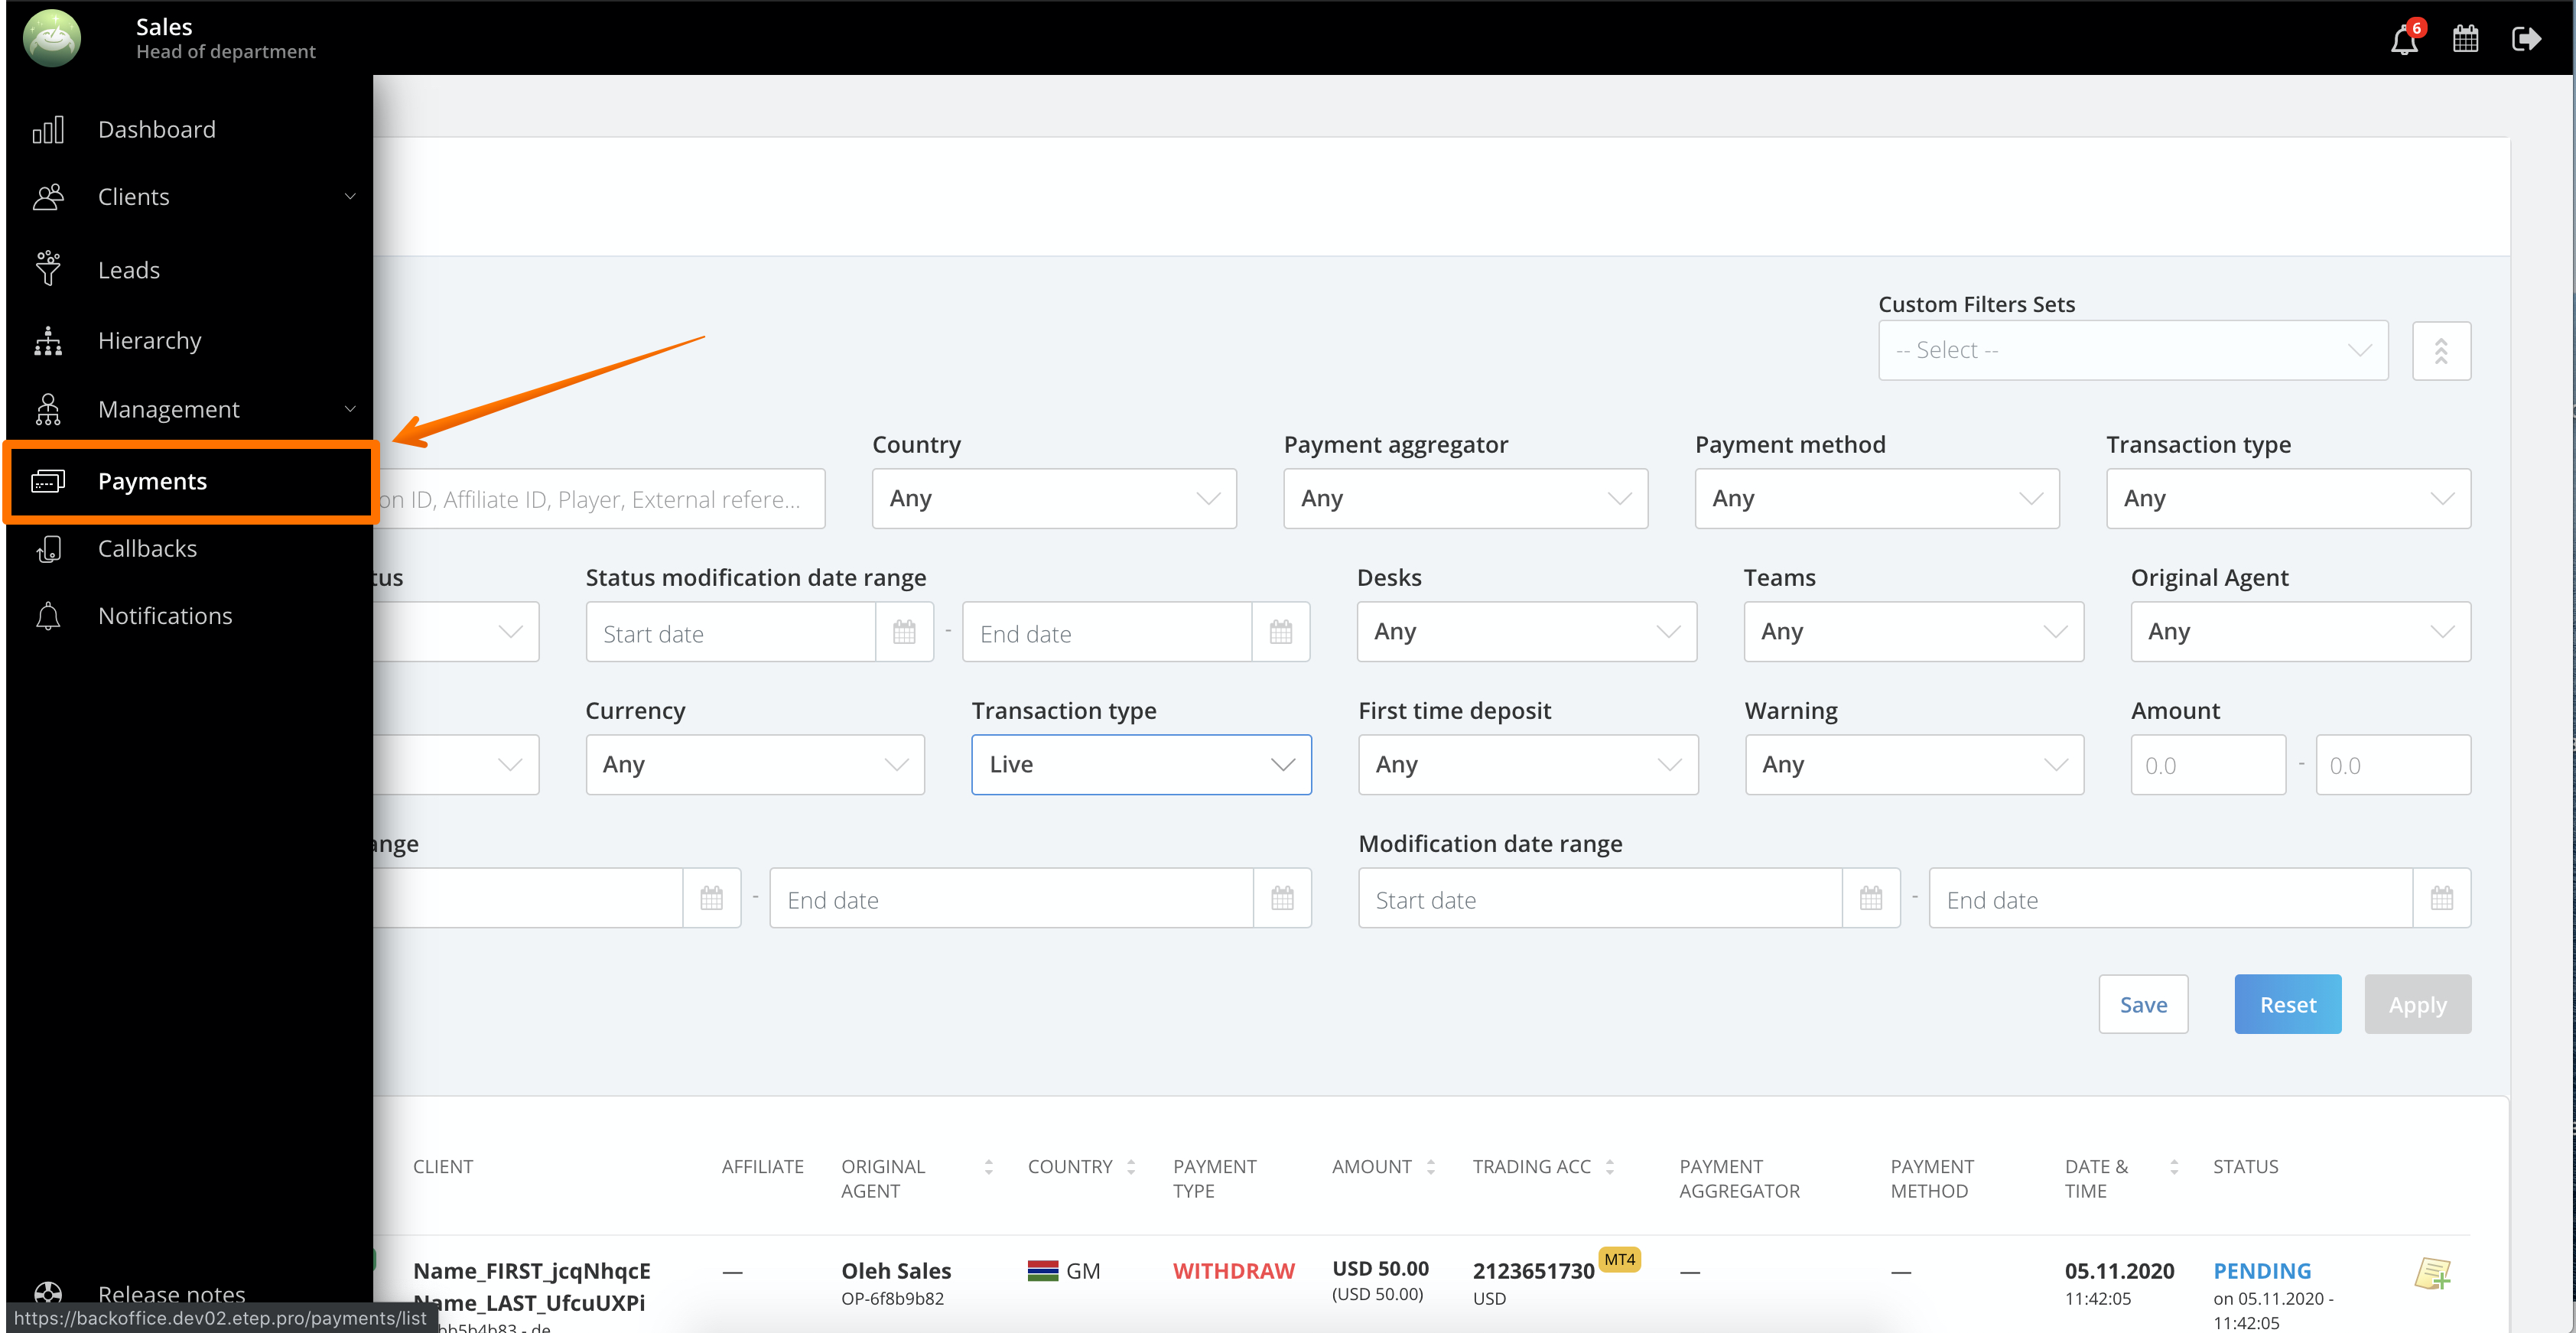 Sales
Head of department
6
Dashboard
Clients
Leads
Hierarchy
Management
Payments
Callbacks
Notifications
Release notes
https://backoffice.dev02.etep.pro/payments/list
Custom Filters Sets
-- Select --
Country
Payment aggregator
Payment method
Transaction type
on ID, Affiliate ID, Player, External refere...
Any
Any
Any
Any
tus
Status modification date range
Desks
Teams
Original Agent
Start date
-
End date
Any
Any
Any
Currency
Transaction type
First time deposit
Warning
Amount
Any
Live
Any
Any
0.0
-
0.0
ange
Modification date range
-
End date
Start date
-
End date
Save
Reset
Apply
CLIENT
AFFILIATE
ORIGINAL
AGENT
COUNTRY
PAYMENT
TYPE
AMOUNT
TRADING ACC
PAYMENT
AGGREGATOR
PAYMENT
METHOD
DATE &
TIME
STATUS
Name_FIRST_jcqNhqcE
Name_LAST_UfcuUXPi
bb5b4b83 - de
—
Oleh Sales
OP-6f8b9b82
GM
WITHDRAW
USD 50.00
(USD 50.00)
2123651730
MT4
USD
—
—
05.11.2020
11:42:05
PENDING
on 05.11.2020 -
11:42:05